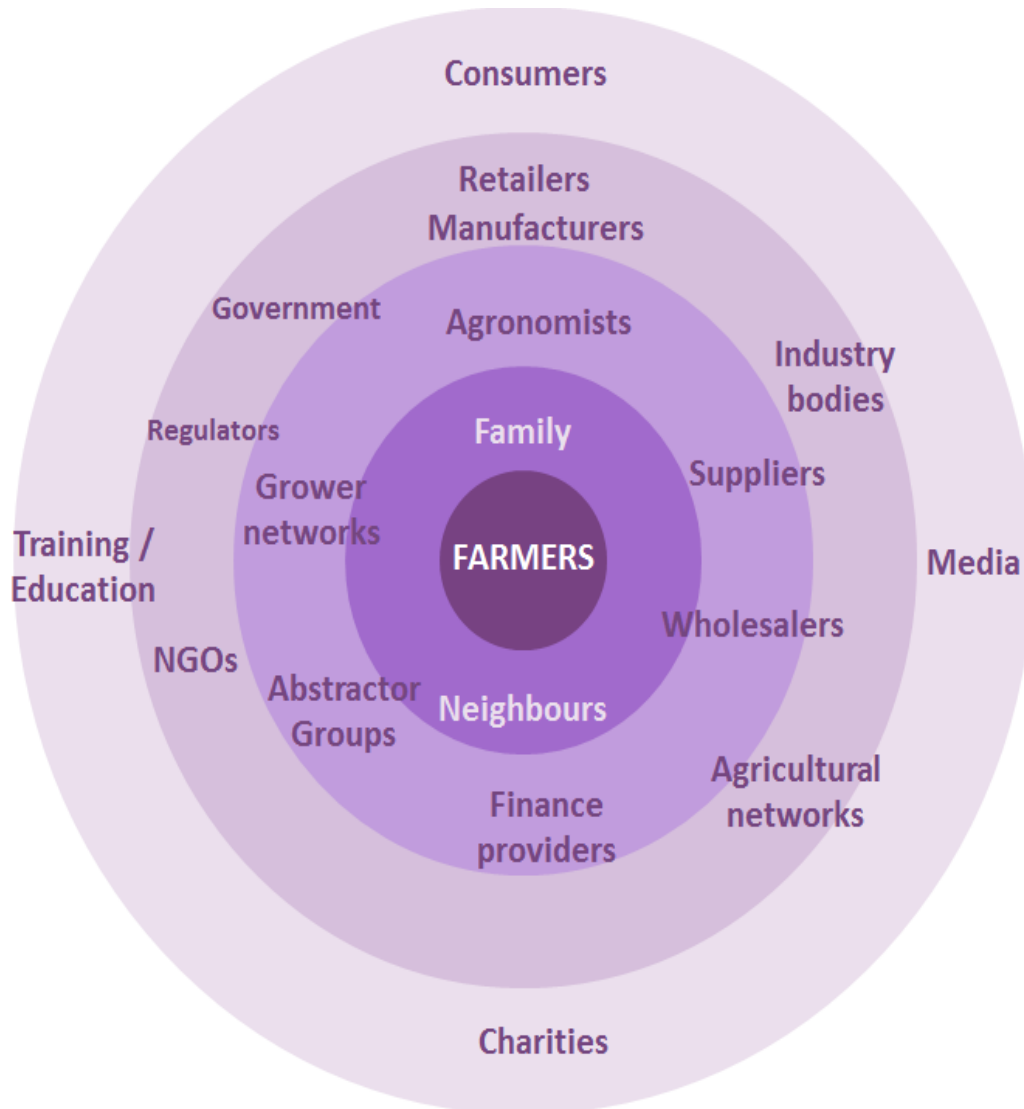 Consumers
Retailers
Manufacturers
Government
Agronomists
Industry
bodies
Regulators
Family
Suppliers
Grower
networks
Training /
Education
FARMERS
Media
Wholesalers
NGOs
Abstractor
Groups
Neighbours
Agricultural
networks
Finance
providers
Charities